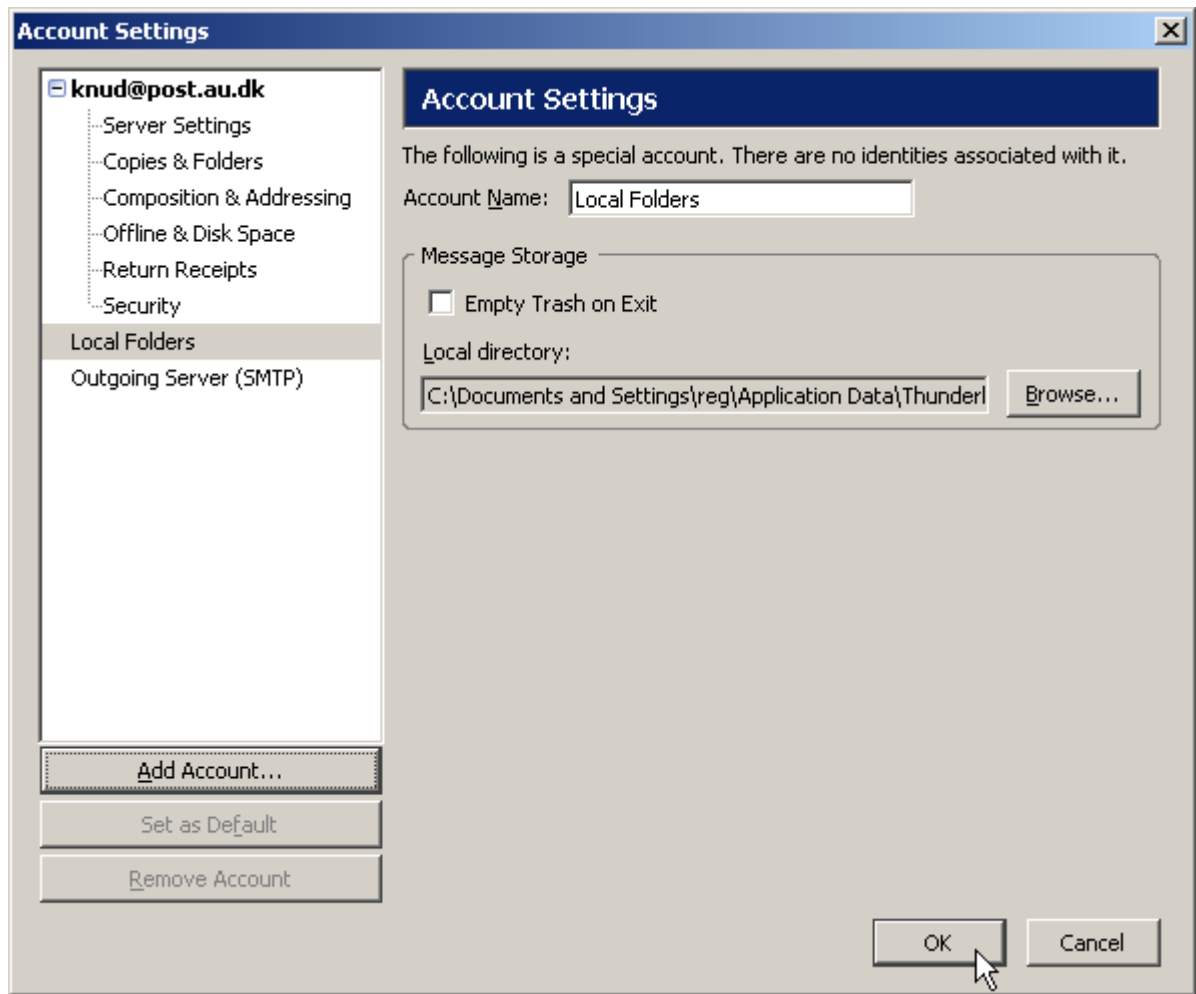 Account Settings
knud@post.au.dk
Server Settings
Copies & Folders
Composition & Addressing
Offline & Disk Space
Return Receipts
Security
Local Folders
Outgoing Server (SMTP)
Add Account...
Set as Default
Remove Account
Account Settings
The following is a special account. There are no identities associated with it.
Account Name: Local Folders
Message Storage
Empty Trash on Exit
Local directory:
C:\Documents and Settings\reg\Application Data\Thunder Browse...
OK Cancel